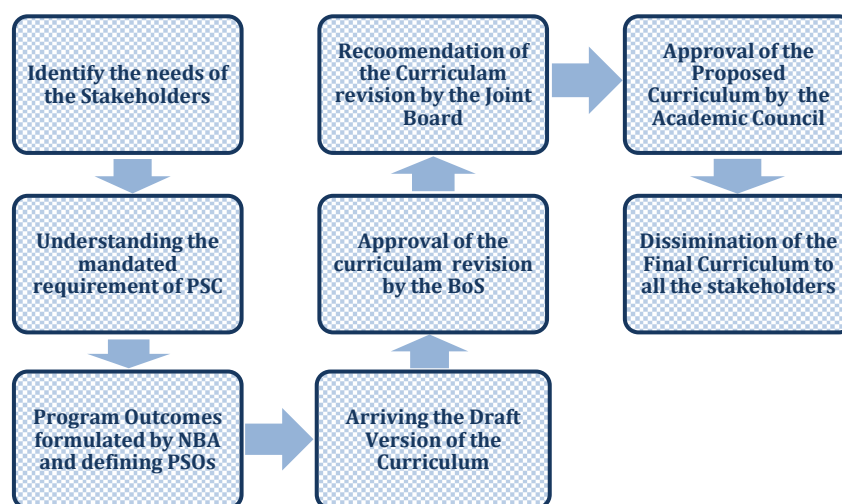 Identify the needs of
the Stakeholders
Understanding the
mandated
requirement of PSC
Program Outcomes
formulated by NBA
and defining PSOs
Arriving the Draft
Version of the
Curriculum
Approval of the
curriculam revision
by the BoS
Recoomendation of
the Curriculam
revision by the Joint
Board
Approval of the
Proposed
Curriculum by the
Academic Council
Dissimination of the
Final Curriculum to
all the stakeholders